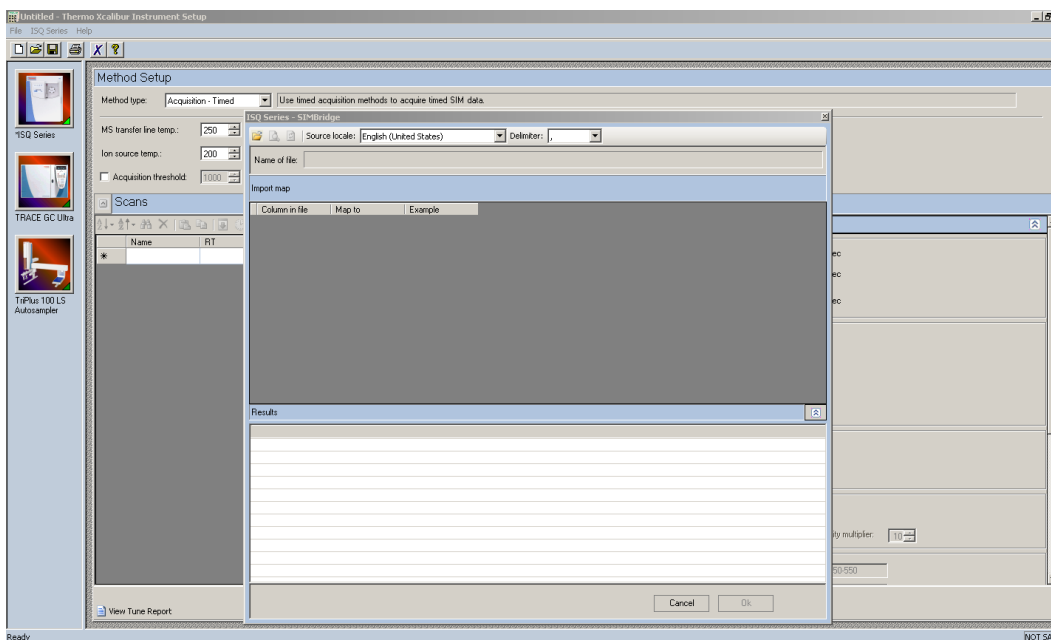 Untitled - Thermo Xcalibur Instrument Setup
File ISQ Series Help
*ISQ Series
TRACE GC Ultra
TriPlus 100 LS
Autosampler
Method Setup
Method type: Acquisition - Timed Use timed acquisition methods to acquire timed SIM data.
MS transfer line temp.: 250
Ion source temp.: 200
Acquisition threshold: 1000
Scans
Name RT
ISQ Series - SIMBridge
Source locale: English (United States) Delimiter: ,
Name of file:
Import map
Column in file Map to Example
Results
Cancel Ok
ec
ec
ec
ity multiplier: 10
50-550
View Tune Report
Ready NOT SA